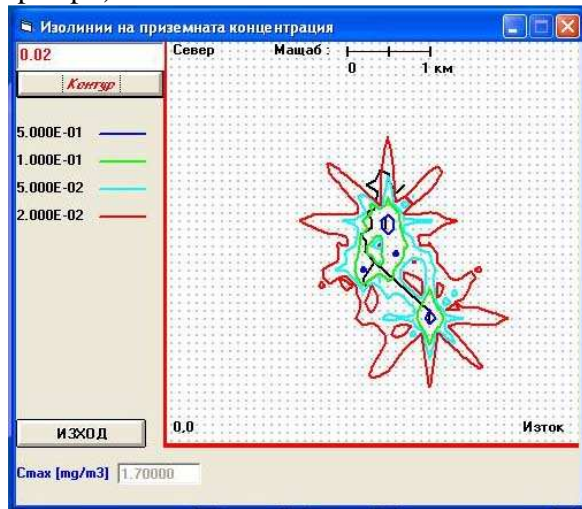 Изолинии на приземната концентрация
0.02
Север
Мащаб :
0 1 км
Контур
5.000E-01
1.000E-01
5.000E-02
2.000E-02
ИЗХОД
0,0
Изток
Cmax [mg/m3] 1.70000